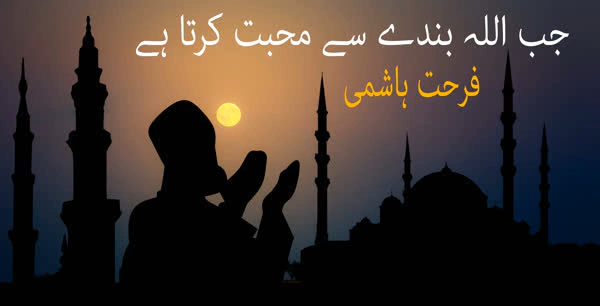 جب اللہ بندے سے محبت کرتا ہے
فرحت ہاشمی